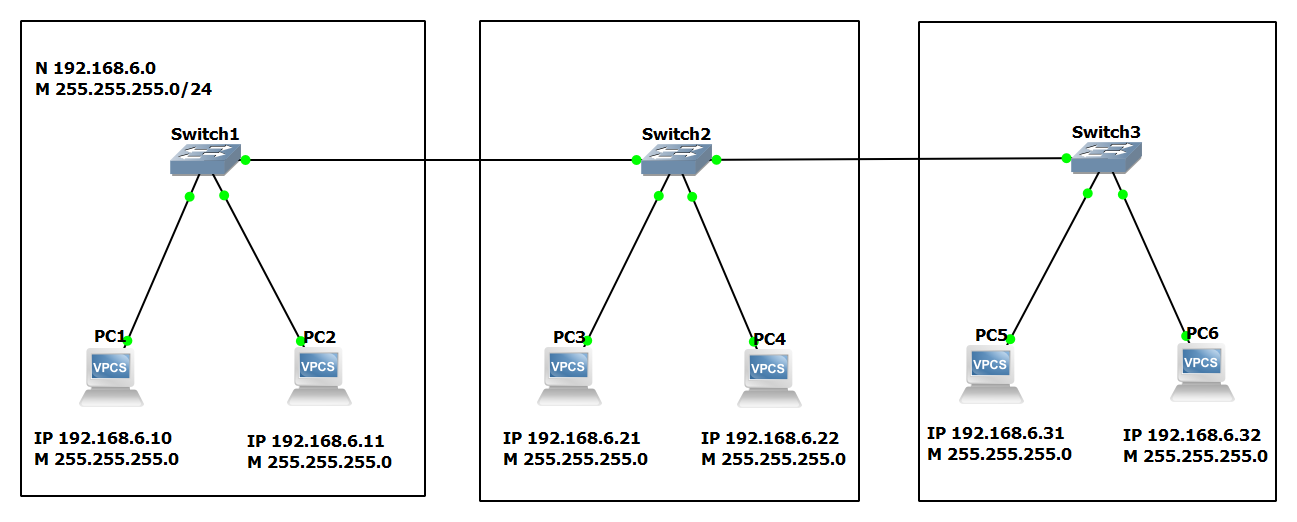 N 192.168.6.0
M 255.255.255.0/24
Switch1
Switch2
Switch3
PC1
PC2
PC3
PC4
PC5
PC6
VPCS
VPCS
VPCS
VPCS
VPCS
VPCS
IP 192.168.6.10
M 255.255.255.0
IP 192.168.6.11
M 255.255.255.0
IP 192.168.6.21
M 255.255.255.0
IP 192.168.6.22
M 255.255.255.0
IP 192.168.6.31
M 255.255.255.0
IP 192.168.6.32
M 255.255.255.0